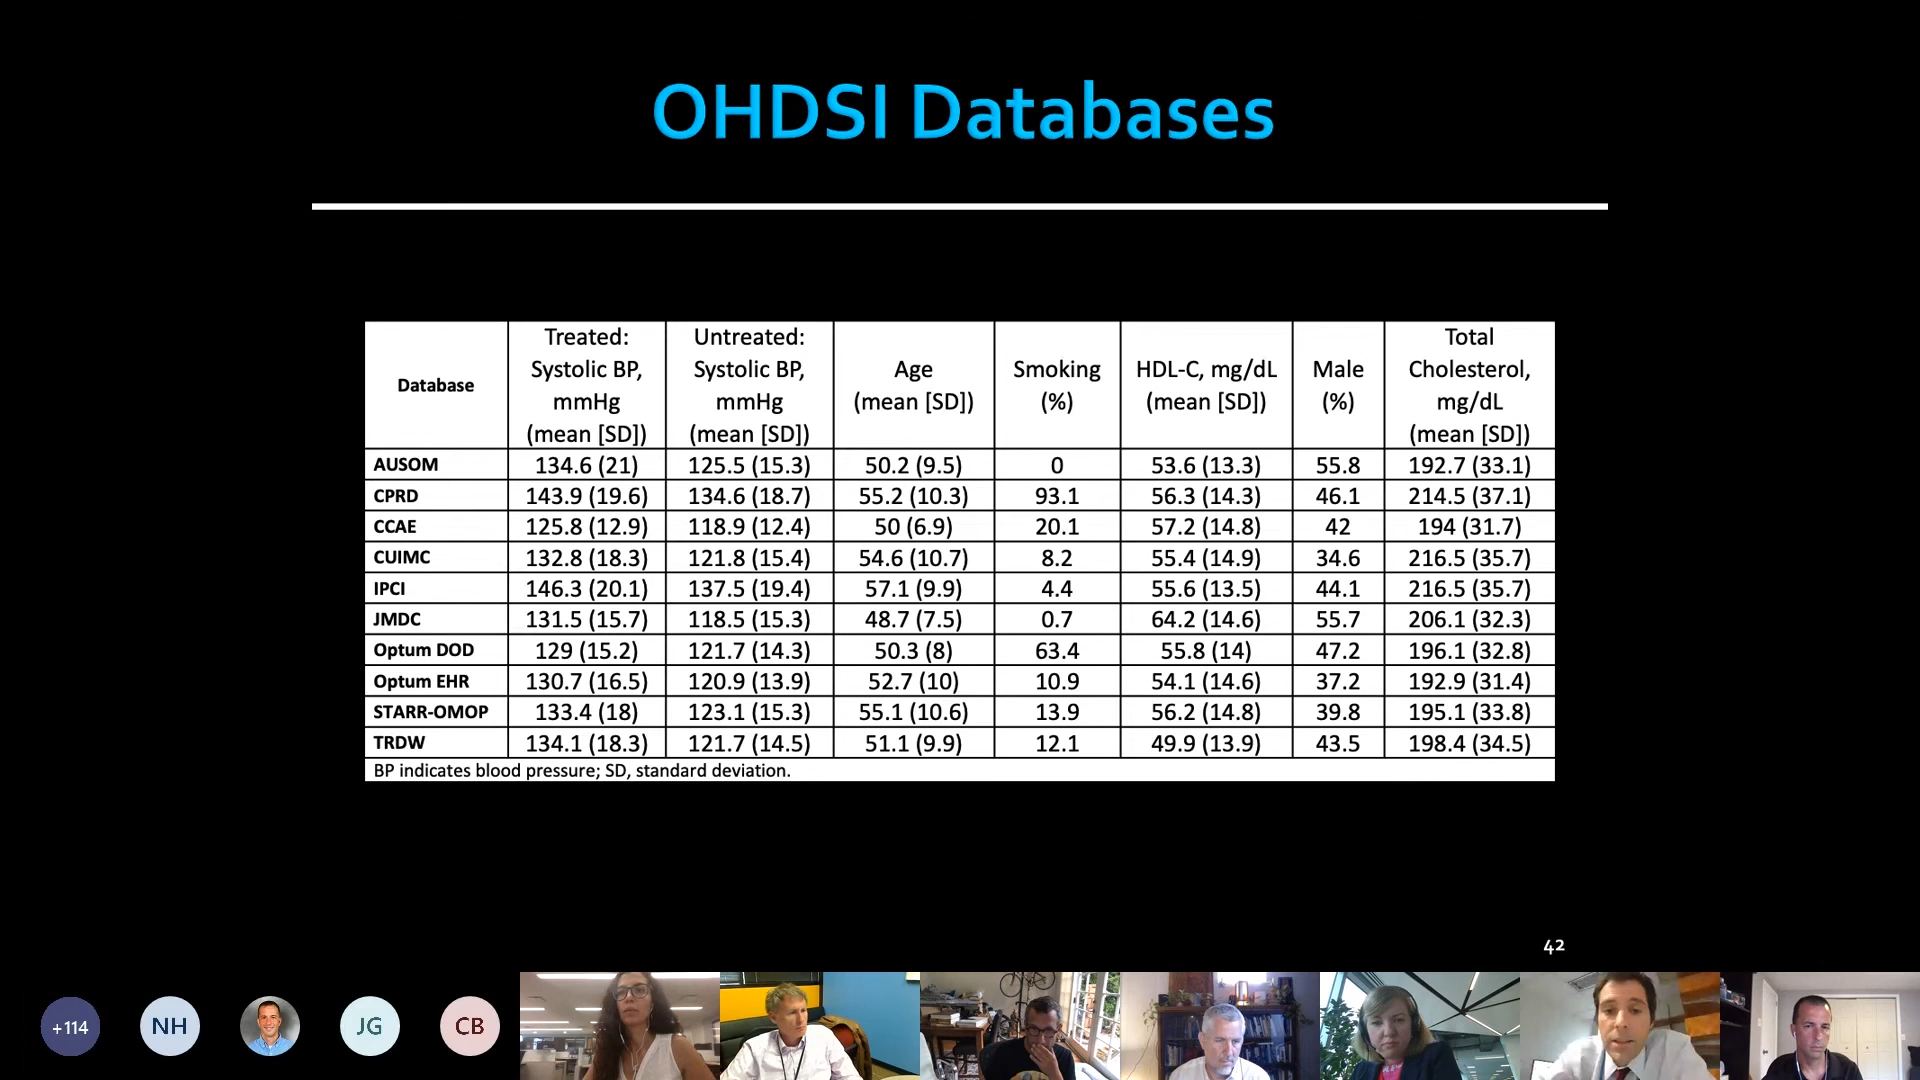 OHDSI Databases
Database
Treated:
Systolic BP,
mmHg
(mean [SD])
Untreated:
Systolic BP,
mmHg
(mean [SD])
Age
(mean [SD])
Smoking
(%)
HDL-C, mg/dL
(mean [SD])
Male
(%)
Total
Cholesterol,
mg/dL
(mean [SD])
AUSOM 134.6 (21) 125.5 (15.3) 50.2 (9.5) 0 53.6 (13.3) 55.8 192.7 (33.1)
CPRD 143.9 (19.6) 134.6 (18.7) 55.2 (10.3) 93.1 56.3 (14.3) 46.1 214.5 (37.1)
CCAE 125.8 (12.9) 118.9 (12.4) 50 (6.9) 20.1 57.2 (14.8) 42 194 (31.7)
CUIMC 132.8 (18.3) 121.8 (15.4) 54.6 (10.7) 8.2 55.4 (14.9) 34.6 216.5 (35.7)
IPCI 146.3 (20.1) 137.5 (19.4) 57.1 (9.9) 4.4 55.6 (13.5) 44.1 216.5 (35.7)
JMDC 131.5 (15.7) 118.5 (15.3) 48.7 (7.5) 0.7 64.2 (14.6) 55.7 206.1 (32.3)
Optum DOD 129 (15.2) 121.7 (14.3) 50.3 (8) 63.4 55.8 (14) 47.2 196.1 (32.8)
Optum EHR 130.7 (16.5) 120.9 (13.9) 52.7 (10) 10.9 54.1 (14.6) 37.2 192.9 (31.4)
STARR-OMOP 133.4 (18) 123.1 (15.3) 55.1 (10.6) 13.9 56.2 (14.8) 39.8 195.1 (33.8)
TRDW 134.1 (18.3) 121.7 (14.5) 51.1 (9.9) 12.1 49.9 (13.9) 43.5 198.4 (34.5)
BP indicates blood pressure; SD, standard deviation.
42
+114 NH JG CB